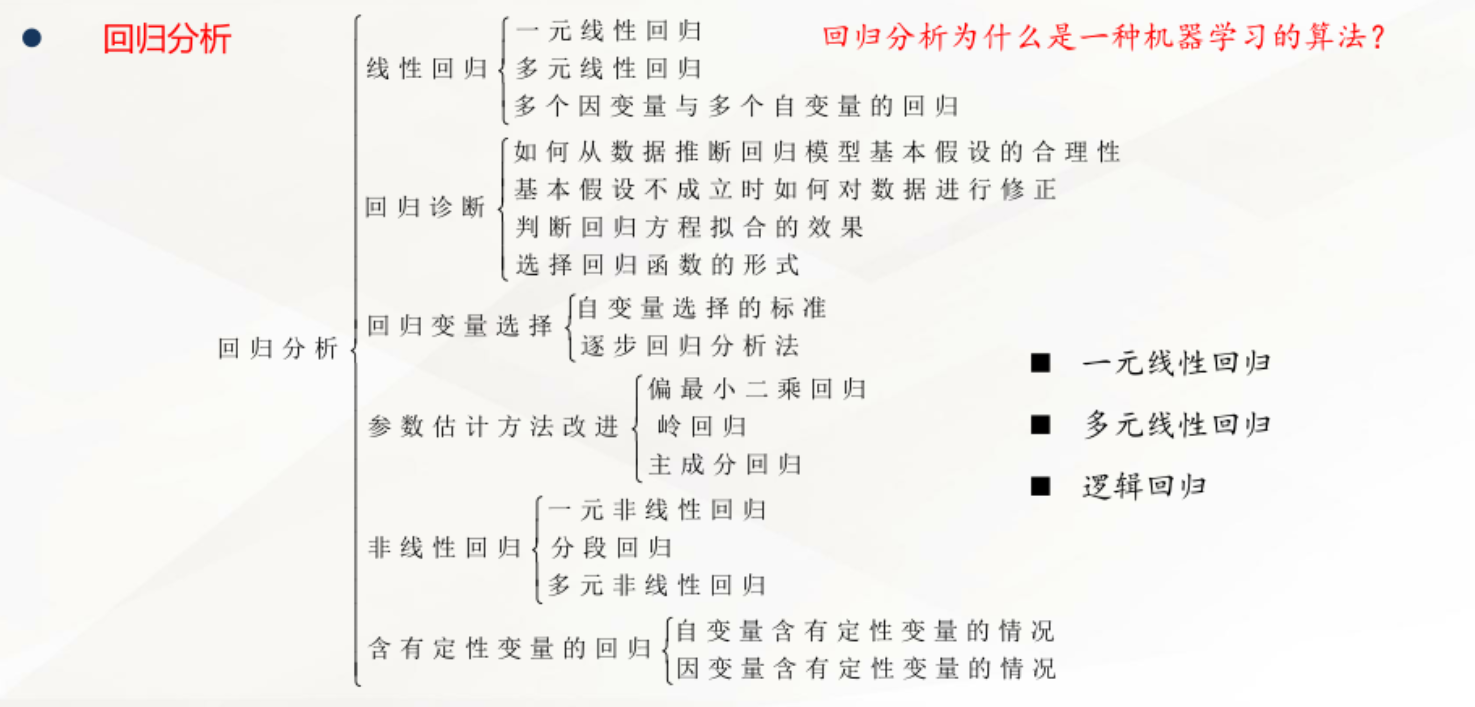 回归分析
回归分析为什么是一种机器学习的算法？
回归分析
线性回归
一元线性回归
多元线性回归
多个因变量与多个自变量的回归
回归诊断
如何从数据推断回归模型基本假设的合理性
基本假设不成立时如何对数据进行修正
判断回归方程拟合的效果
选择回归函数的形式
回归变量选择
自变量选择的标准
逐步回归分析法
参数估计方法改进
偏最小二乘回归
岭回归
主成分回归
非线性回归
一元非线性回归
分段回归
多元非线性回归
含有定性变量的回归
自变量含有定性变量的情况
因变量含有定性变量的情况
一元线性回归
多元线性回归
逻辑回归